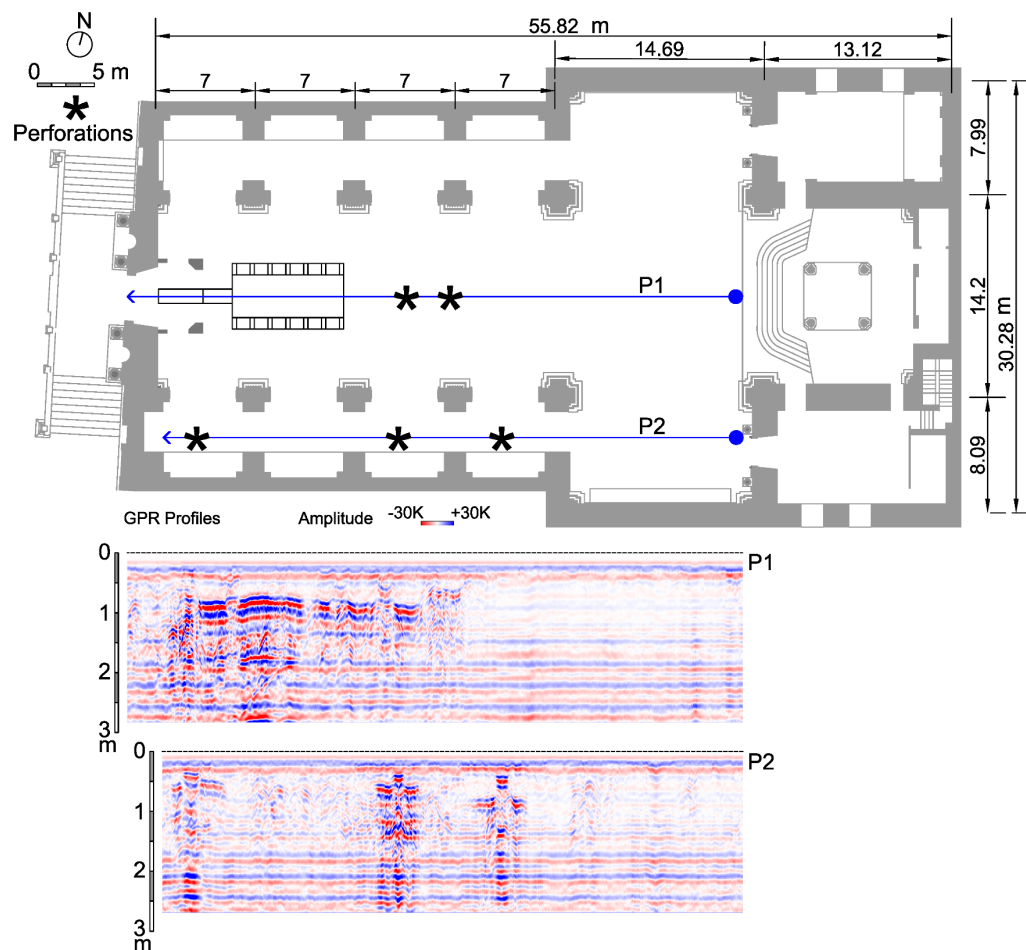 N
0 5 m
*
Perforations
55.82 m
14.69 13.12
7 7 7 7
7.99
14.2
30.28 m
8.09
P1
* *
P2
* * *
GPR Profiles Amplitude -30K +30K
0
1
2
3
m
P1
0
1
2
3
m
P2